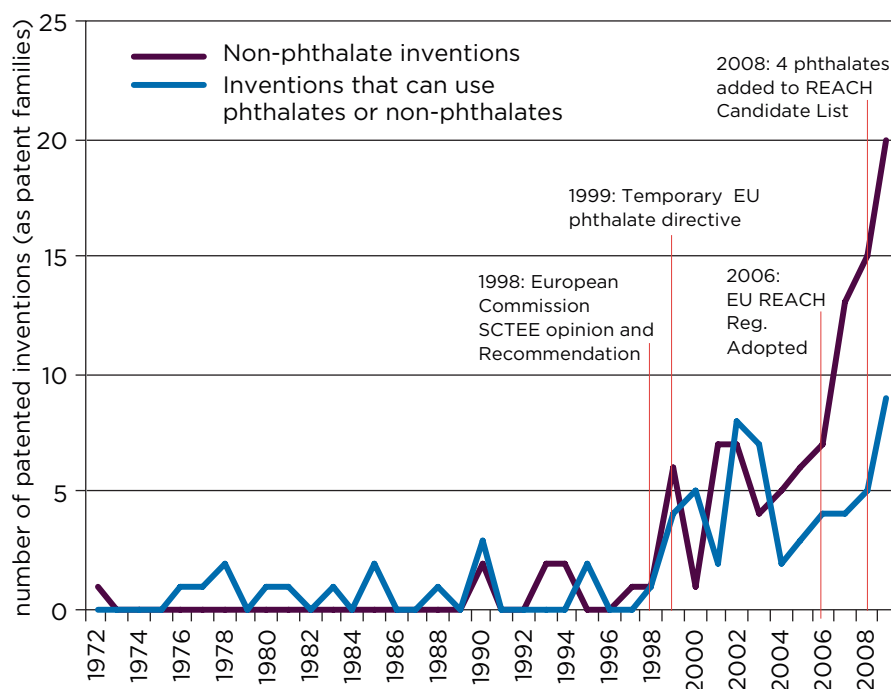 25
20
15
10
5
0
number of patented inventions (as patent families)
Non-phthalate inventions
Inventions that can use
phthalates or non-phthalates
2008: 4 phthalates
added to REACH
Candidate List
1999: Temporary EU
phthalate directive
1998: European
Commission
SCTEE opinion and
Recommendation
2006:
EU REACH
Reg.
Adopted
1972
1974
1976
1978
1980
1982
1984
1986
1988
1990
1992
1994
1996
1998
2000
2002
2004
2006
2008